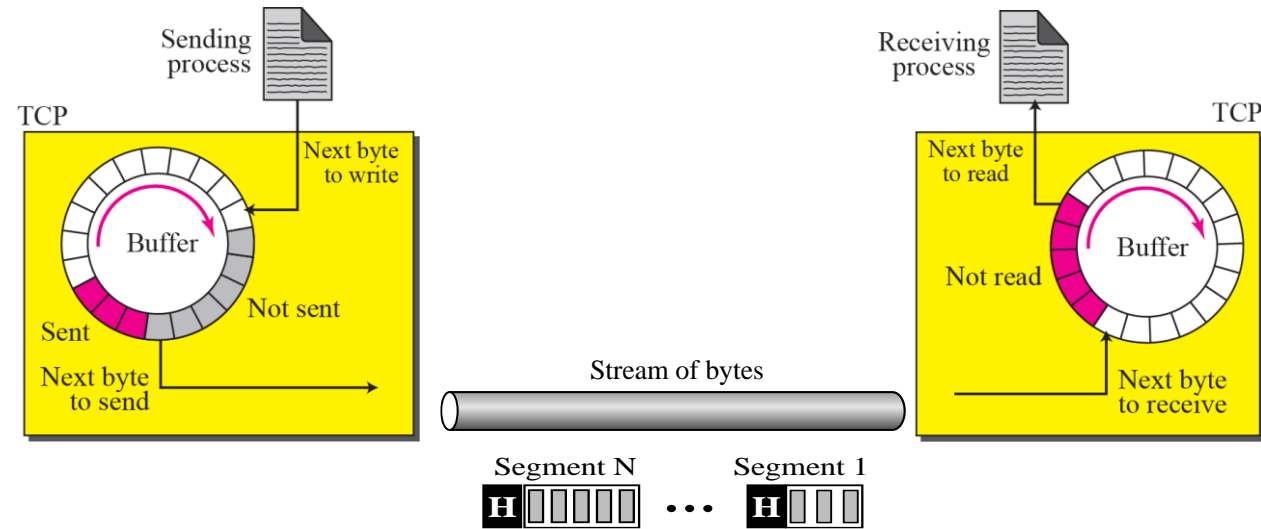 Sending
process
TCP
Next byte
to write
Buffer
Not sent
Sent
Next byte
to send
Stream of bytes
Segment N
H
...
Segment 1
H
Receiving
process
TCP
Next byte
to read
Buffer
Not read
Next byte
to receive